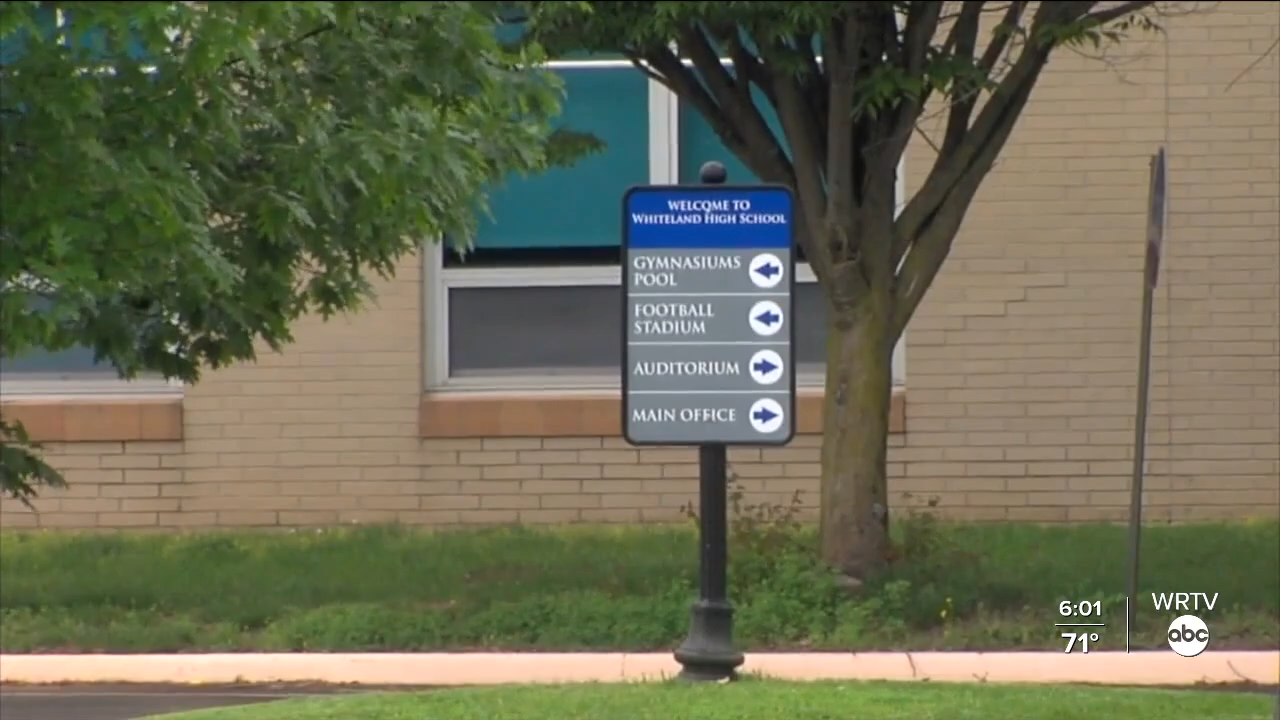 WELCOME TO
WHITELAND HIGH SCHOOL
GYMNASIUMS
POOL
FOOTBALL
STADIUM
AUDITORIUM
MAIN OFFICE
6:01
71°
WRTV
abc